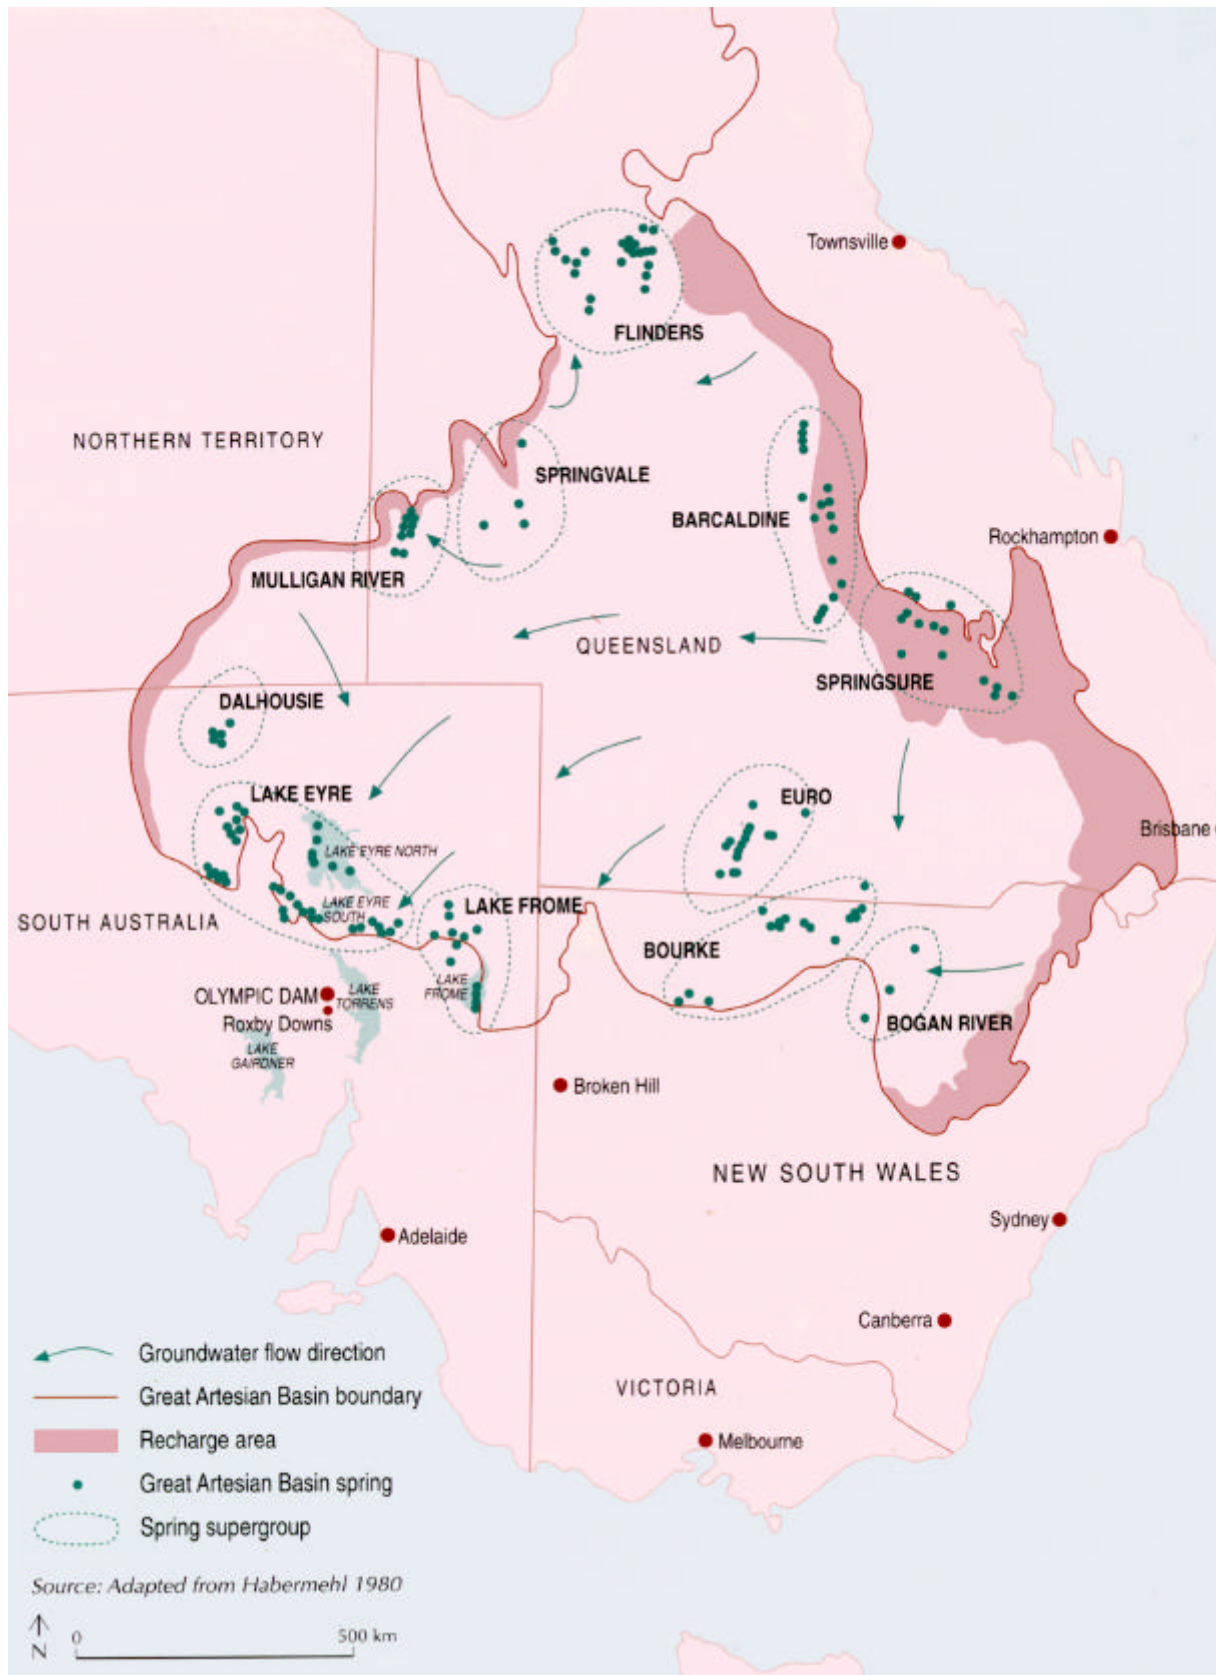 Townsville
FLINDERS
NORTHERN TERRITORY
SPRINGVALE
BARCALDINE
Rockhampton
MULLIGAN RIVER
QUEENSLAND
SPRINGSURE
DALHOUSIE
LAKE EYRE
EURO
Brisbane
LAKE EYRE NORTH
LAKE EYRE
SOUTH
LAKE FROME
SOUTH AUSTRALIA
BOURKE
LAKE
FROME
OLYMPIC DAM
LAKE
TORRENS
Roxby Downs
BOGAN RIVER
LAKE
GAIRDNER
Broken Hill
NEW SOUTH WALES
Sydney
Adelaide
Canberra
VICTORIA
Melbourne
Groundwater flow direction
Great Artesian Basin boundary
Recharge area
Great Artesian Basin spring
Spring supergroup
Source: Adapted from Habermehl 1980
N
0
500 km